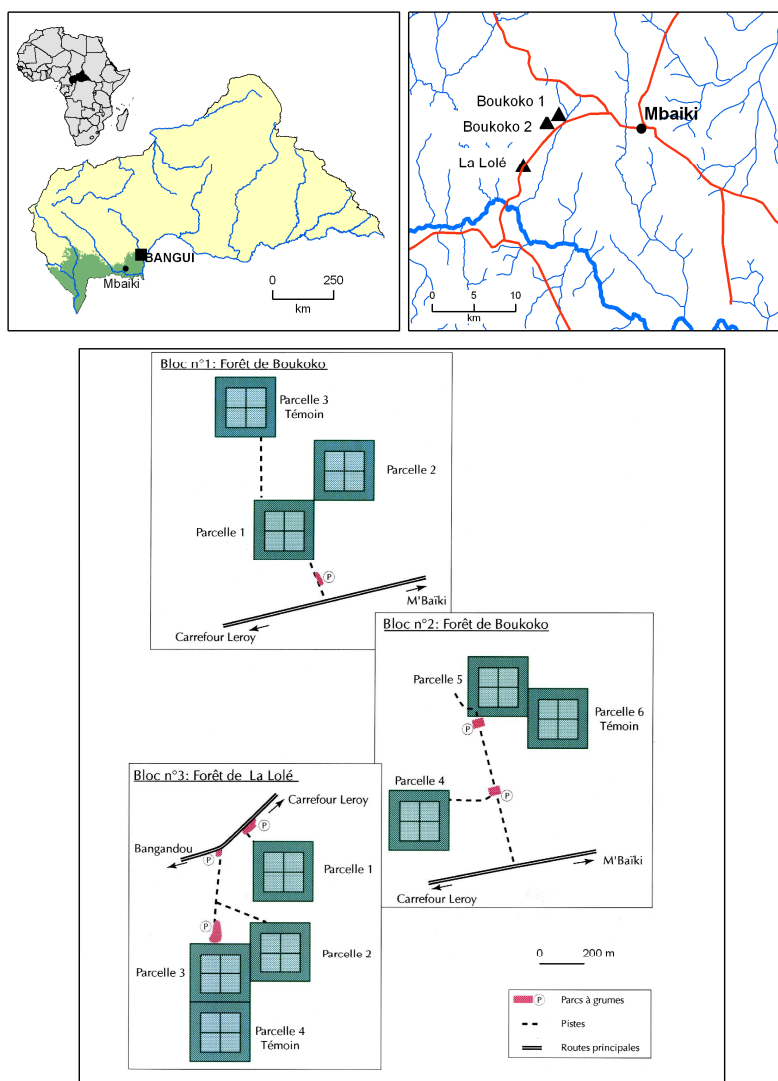 BANGUI
Mbaiki
0 250
km
Boukoko 1
Boukoko 2
Mbaiki
La Lolé
0 5 10
km
Bloc n°1: Forêt de Boukoko
Parcelle 3
Témoin
Parcelle 2
Parcelle 1
P
M'Baïki
Carrefour Leroy
Bloc n°2: Forêt de Boukoko
Parcelle 5
Parcelle 6
Témoin
P
Parcelle 4
P
M'Baïki
Carrefour Leroy
Bloc n°3: Forêt de La Lolé
Carrefour Leroy
P
Bangandou
P
Parcelle 1
P
Parcelle 2
Parcelle 3
Parcelle 4
Témoin
0 200 m
P Parcs à grumes
Pistes
Routes principales